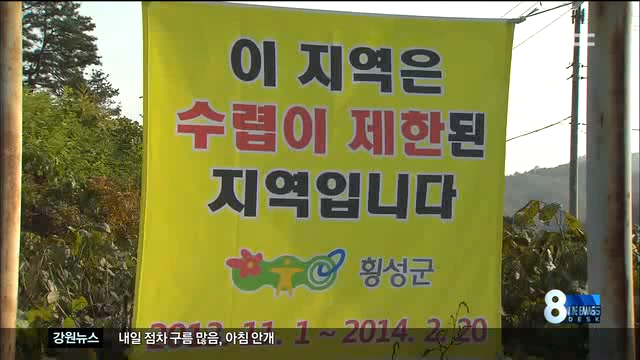 이 지역은
수렵이 제한된
지역입니다
횡성군
2013. 11. 1 ~ 2014. 2. 20
8 NEWS
DESK
강원뉴스 내일 점차 구름 많음, 아침 안개